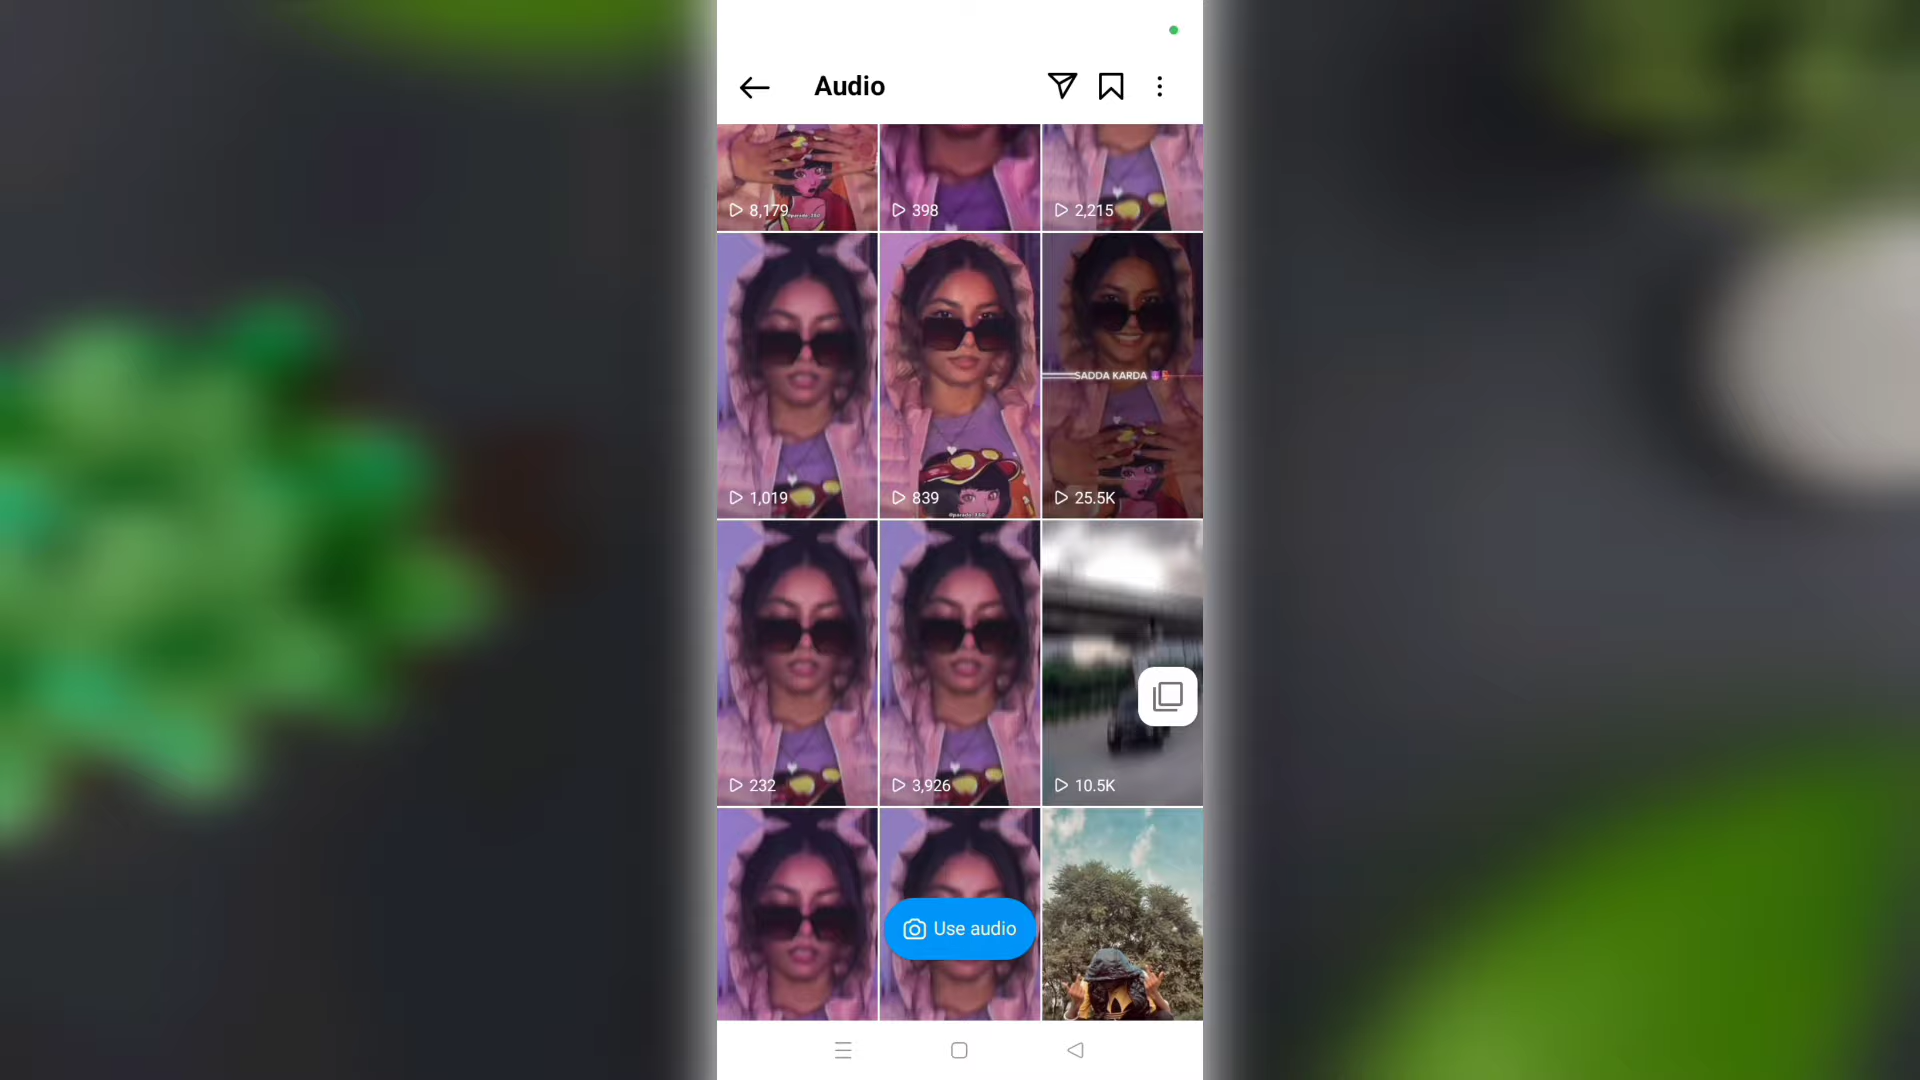 Audio
8,179
398
2,215
SADDA KARDA
1,019
839
25.5K
232
3,926
10.5K
Use audio